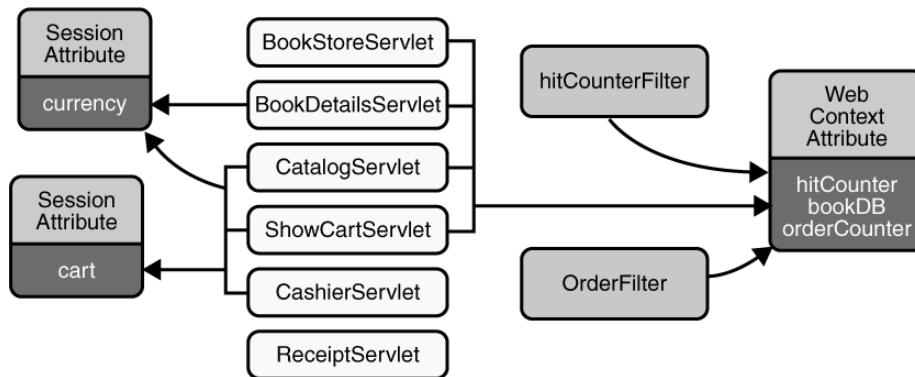 Session
Attribute
currency
Session
Attribute
cart
BookStoreServlet
BookDetailsServlet
CatalogServlet
ShowCartServlet
CashierServlet
ReceiptServlet
hitCounterFilter
OrderFilter
Web
Context
Attribute
hitCounter
bookDB
orderCounter